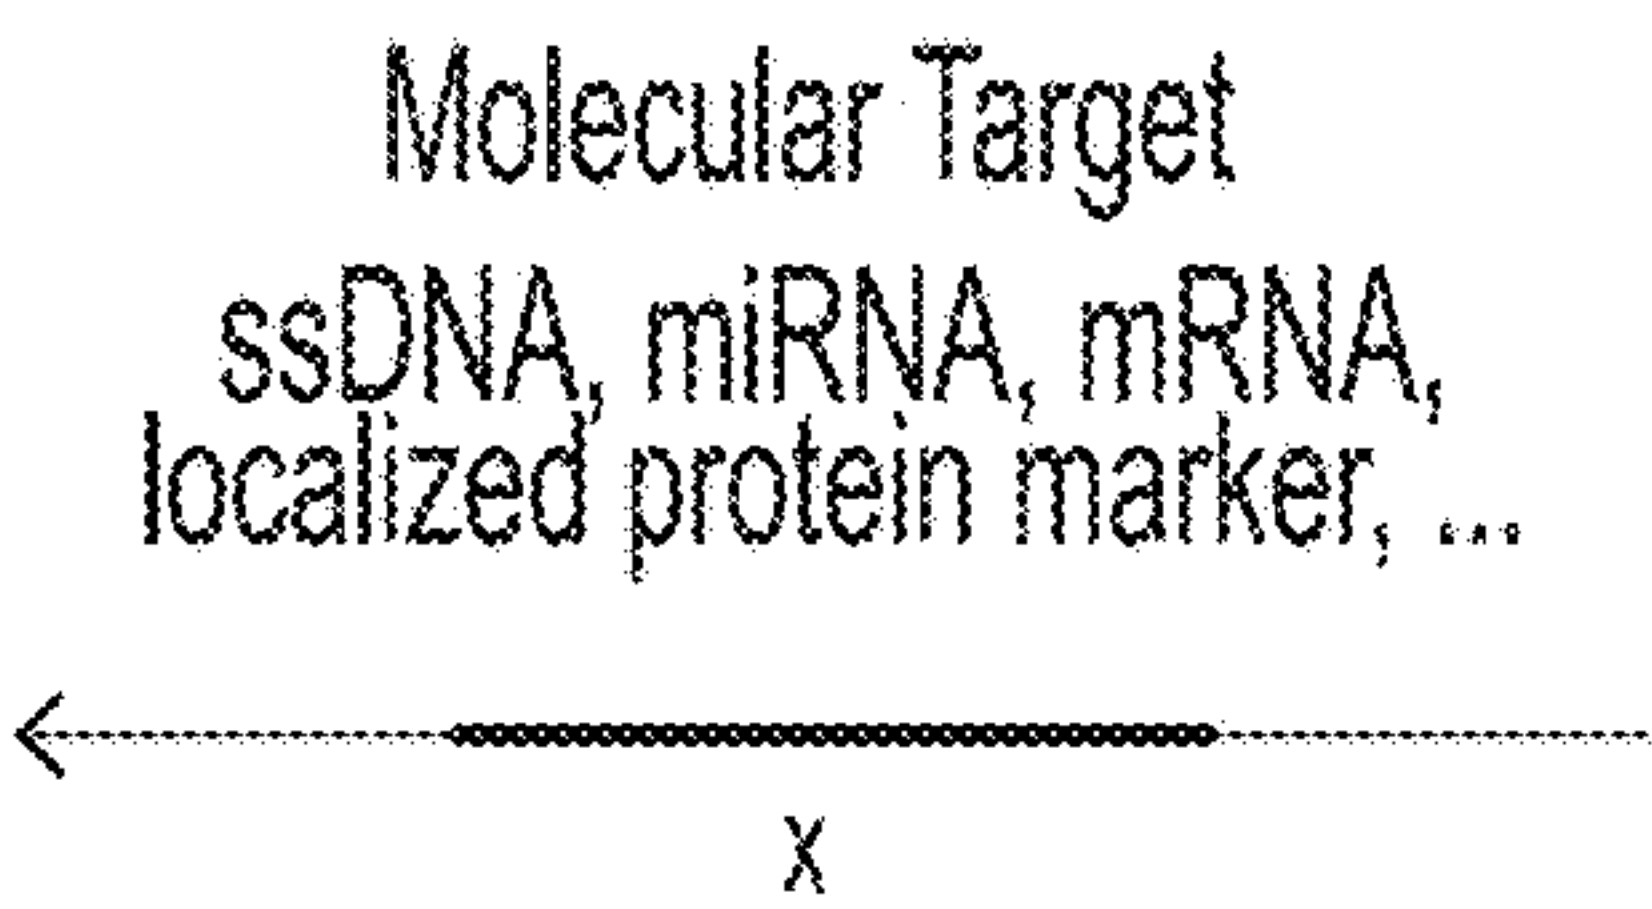 Molecular Target
ssDNA, miRNA, mRNA,
localized protein marker, ...
X